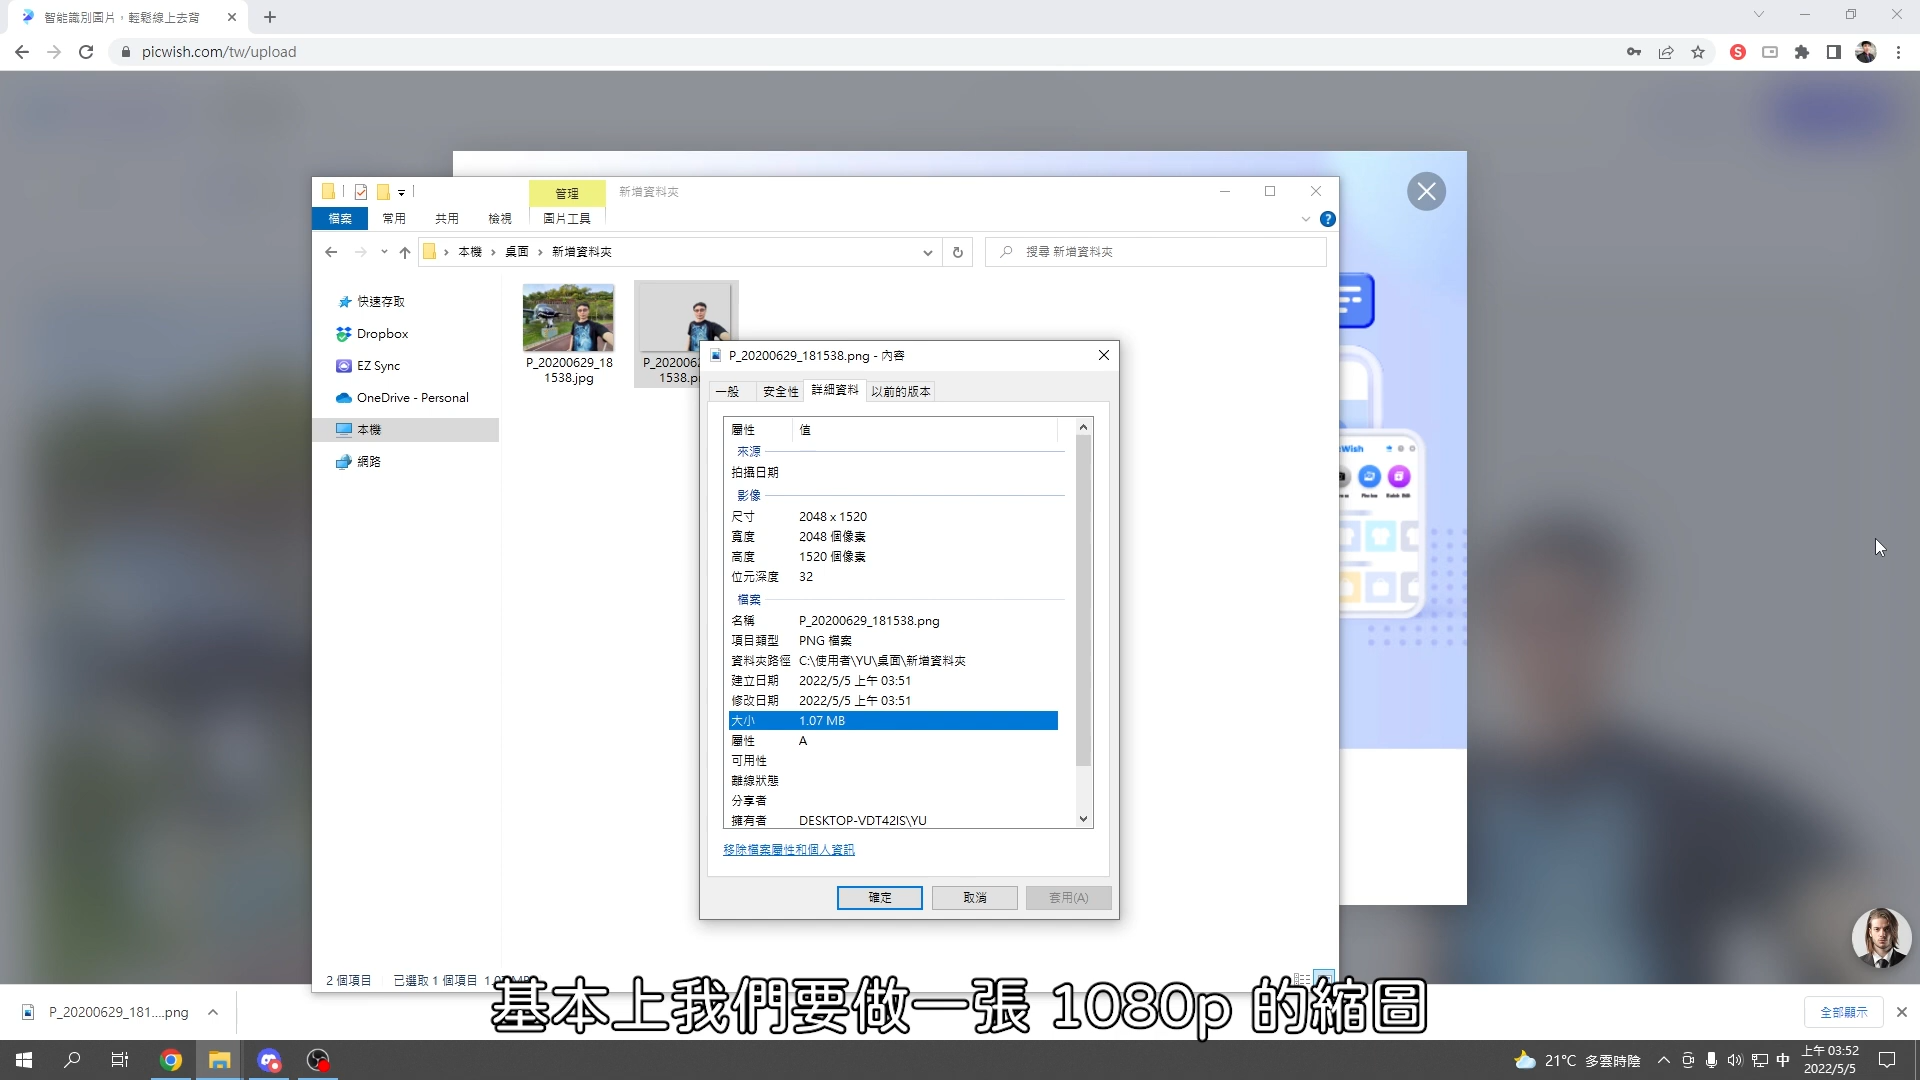 智能識別圖片，輕鬆線上去背
picwish.com/tw/upload
管理
新增資料夾
檔案
常用
共用
檢視
圖片工具
本機 › 桌面 › 新增資料夾
搜尋 新增資料夾
快速存取
Dropbox
EZ Sync
OneDrive - Personal
本機
網路
P_20200629_18
1538.jpg
P_202006
1538.p
P_20200629_181538.png - 內容
一般
安全性
詳細資料
以前的版本
屬性 值
來源
拍攝日期
影像
尺寸 2048 x 1520
寬度 2048 個像素
高度 1520 個像素
位元深度 32
檔案
名稱 P_20200629_181538.png
項目類型 PNG 檔案
資料夾路徑 C:\使用者\YU\桌面\新增資料夾
建立日期 2022/5/5 上午 03:51
修改日期 2022/5/5 上午 03:51
大小 1.07 MB
屬性 A
可用性
離線狀態
分享者
擁有者 DESKTOP-VDT42IS\YU
移除檔案屬性和個人資訊
確定
取消
套用(A)
2 個項目
已選取 1 個項目
基本上我們要做一張 1080p 的縮圖
P_20200629_181....png
全部顯示
21°C 多雲時陰
中
上午 03:52
2022/5/5